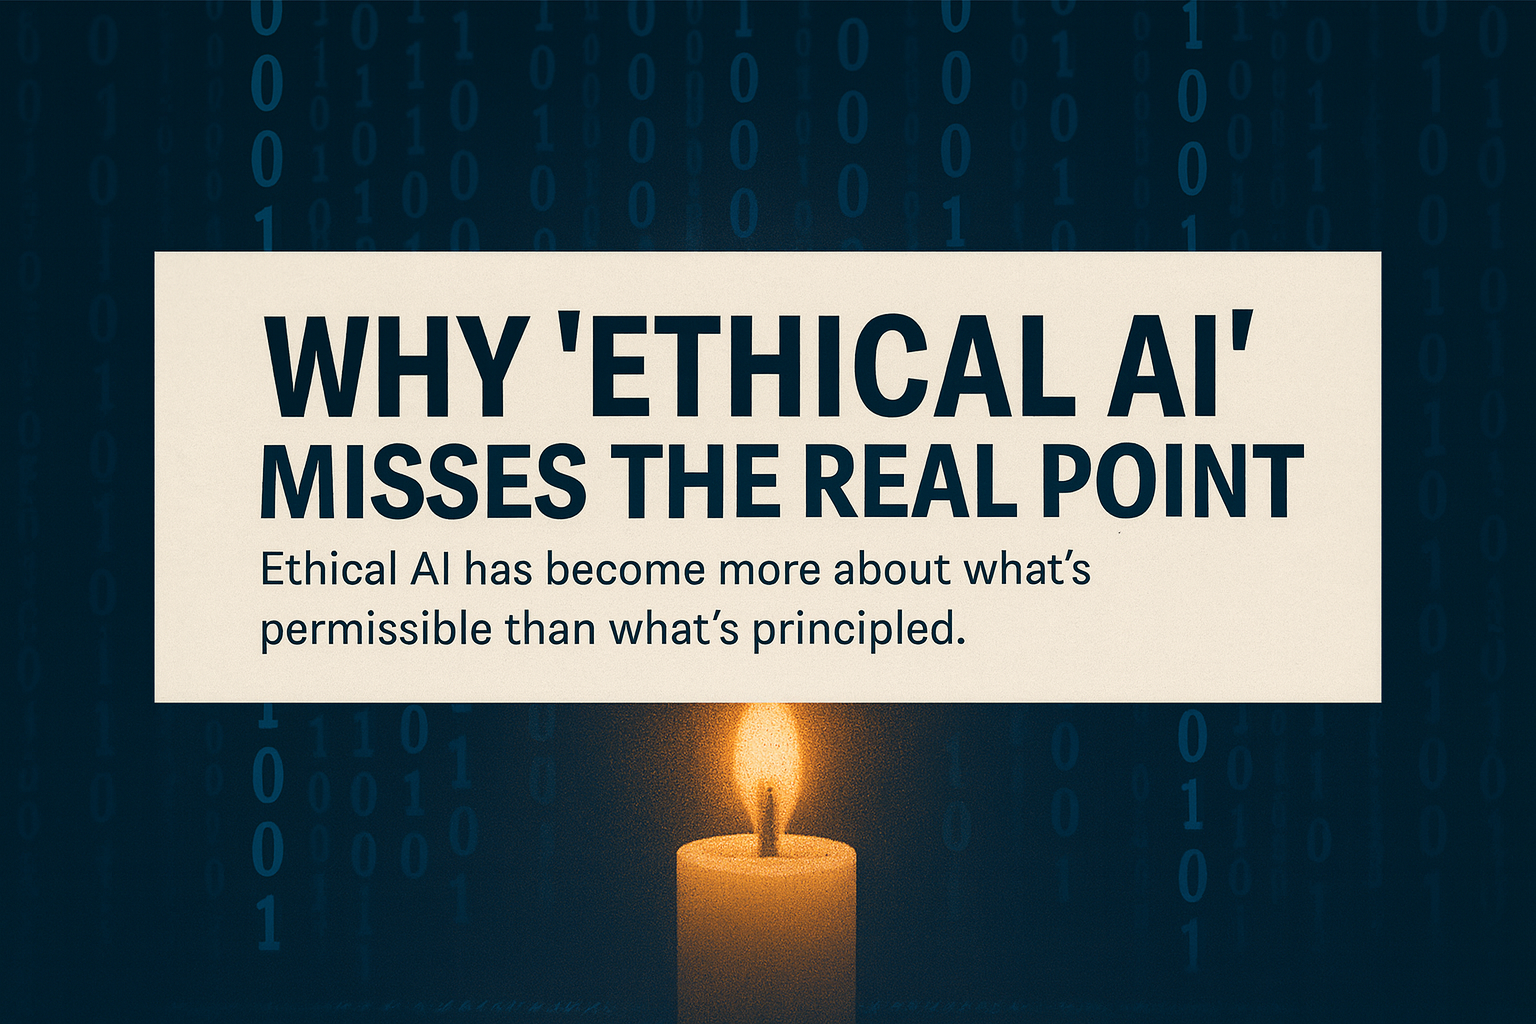 WHY 'ETHICAL AI'
MISSES THE REAL POINT
Ethical AI has become more about what's
permissible than what's principled.